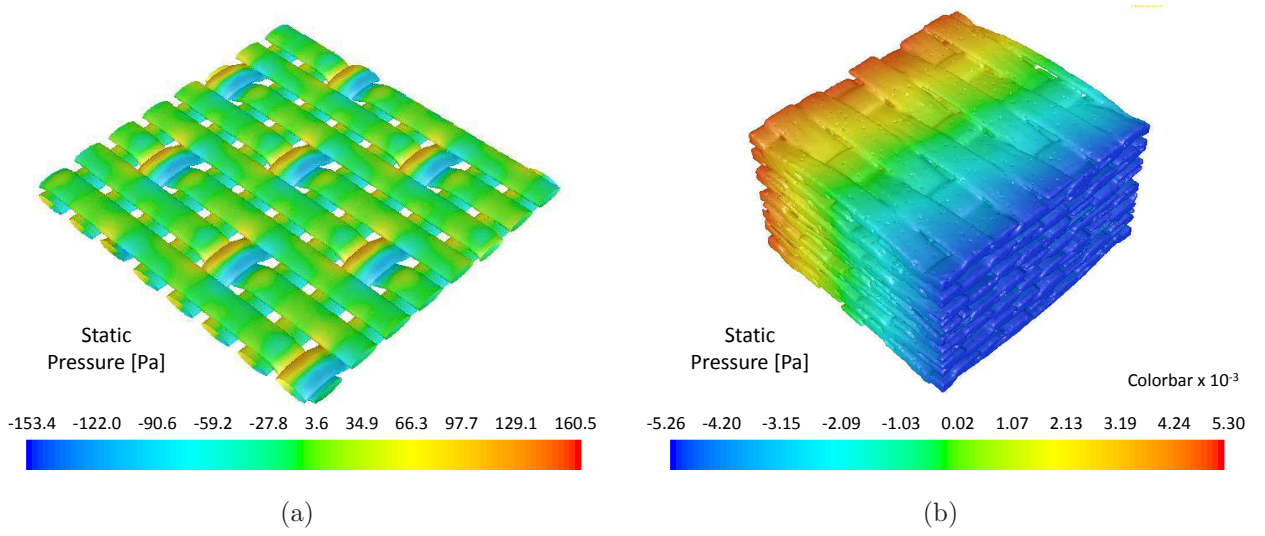 Static
Pressure [Pa]
-153.4 -122.0 -90.6 -59.2 -27.8 3.6 34.9 66.3 97.7 129.1 160.5
(a)
Static
Pressure [Pa]
Colorbar x 10-3
-5.26 -4.20 -3.15 -2.09 -1.03 0.02 1.07 2.13 3.19 4.24 5.30
(b)